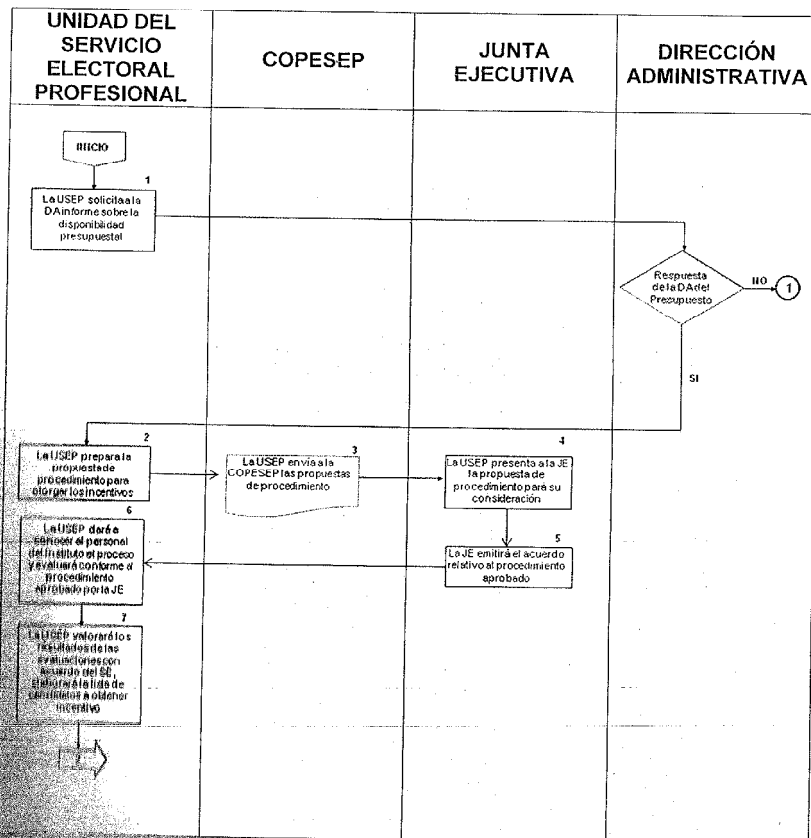 UNIDAD DEL
SERVICIO
ELECTORAL
PROFESIONAL
COPESEP
JUNTA
EJECUTIVA
DIRECCIÓN
ADMINISTRATIVA
INICIO
1
La USEP solicita a la
DA informe sobre la
disponibilidad
presupuestal
Respuesta
de la DA del
Presupuesto
NO
1
SI
2
La USEP prepara la
propuesta de
procedimiento para
otorgar los incentivos
3
La USEP envía a la
COPESEP las propuestas
de procedimiento
4
La USEP presenta a la JE
la propuesta de
procedimiento para su
consideración
5
La JE emitirá el acuerdo
relativo al procedimiento
aprobado
6
La USEP dará a
conocer al personal
del Instituto el proceso
y evaluará conforme al
procedimiento
aprobado por la JE
7
La USEP valorará los
resultados de las
evaluaciones con
Acuerdo del SE,
elaborará la lista de
candidatos a obtener
incentivo